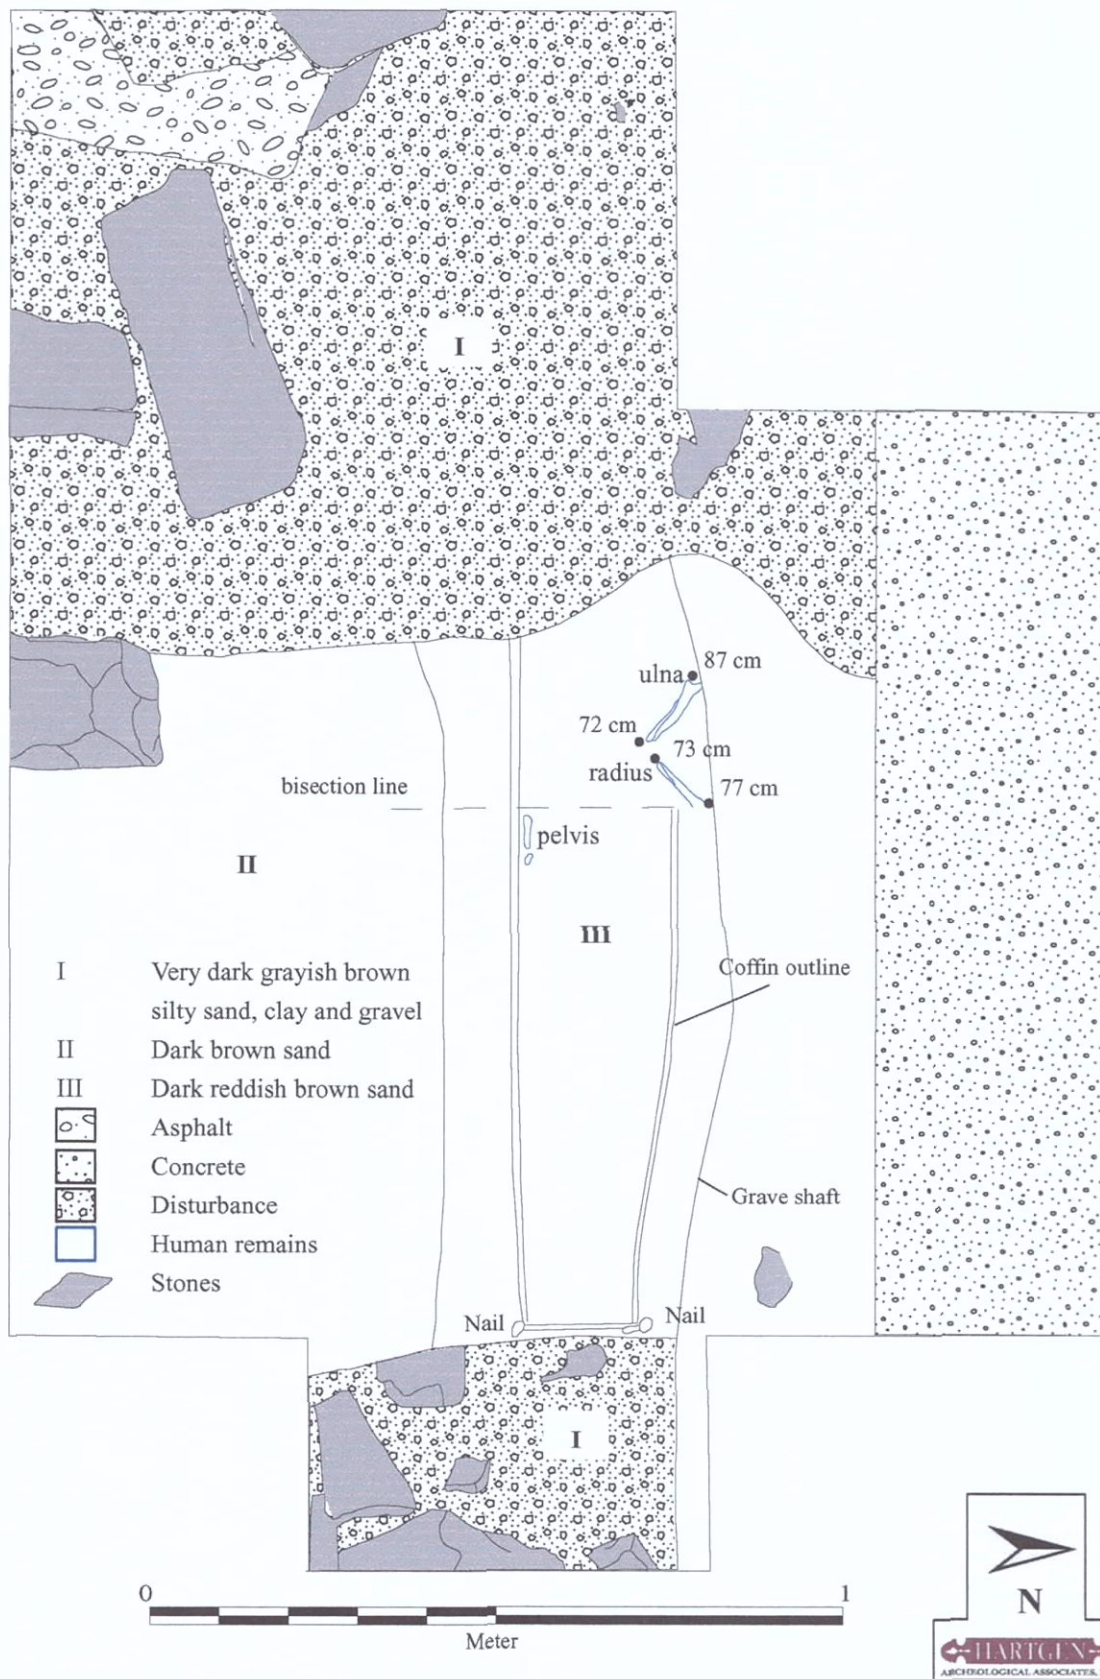 I
ulna
87 cm
72 cm
73 cm
radius
77 cm
bisection line
pelvis
II
III
Coffin outline
I Very dark grayish brown
silty sand, clay and gravel
II Dark brown sand
III Dark reddish brown sand
Asphalt
Concrete
Disturbance
Human remains
Stones
Grave shaft
Nail
Nail
I
0
1
Meter
N
HARTGEN
ARCHEOLOGICAL ASSOCIATES,